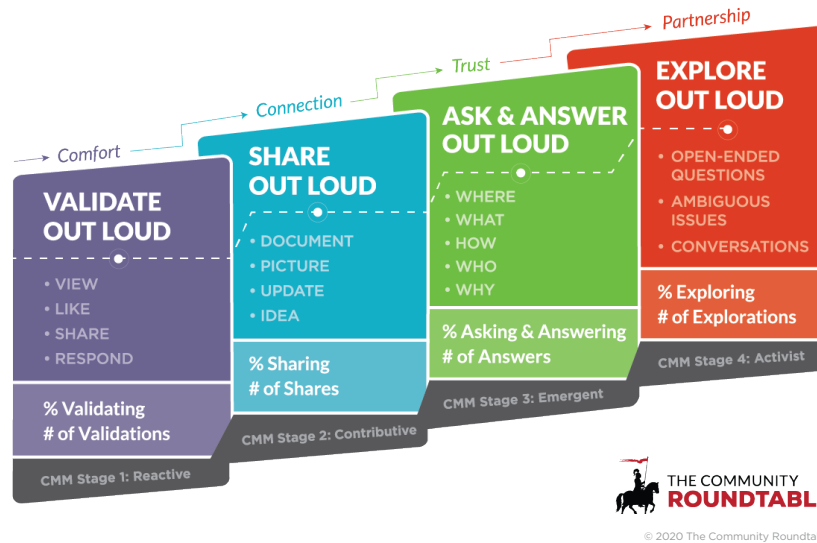 Comfort
VALIDATE
OUT LOUD
• VIEW
• LIKE
• SHARE
• RESPOND
% Validating
# of Validations
CMM Stage 1: Reactive
Connection
SHARE
OUT LOUD
• DOCUMENT
• PICTURE
• UPDATE
• IDEA
% Sharing
# of Shares
CMM Stage 2: Contributive
Trust
ASK & ANSWER
OUT LOUD
• WHERE
• WHAT
• HOW
• WHO
• WHY
% Asking & Answering
# of Answers
CMM Stage 3: Emergent
Partnership
EXPLORE
OUT LOUD
• OPEN-ENDED
QUESTIONS
• AMBIGUOUS
ISSUES
• CONVERSATIONS
% Exploring
# of Explorations
CMM Stage 4: Activist
THE COMMUNITY
ROUNDTABL
© 2020 The Community Roundta